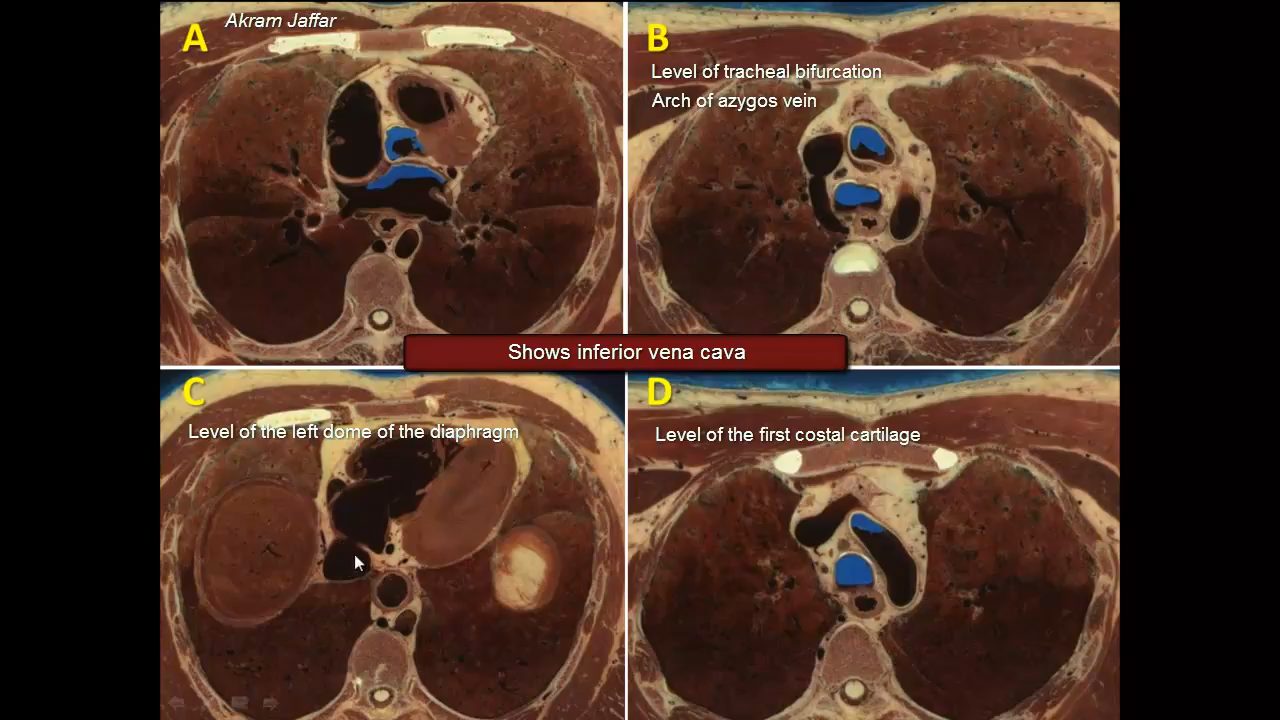 A
Akram Jaffar
B
Level of tracheal bifurcation
Arch of azygos vein
Shows inferior vena cava
C
Level of the left dome of the diaphragm
D
Level of the first costal cartilage